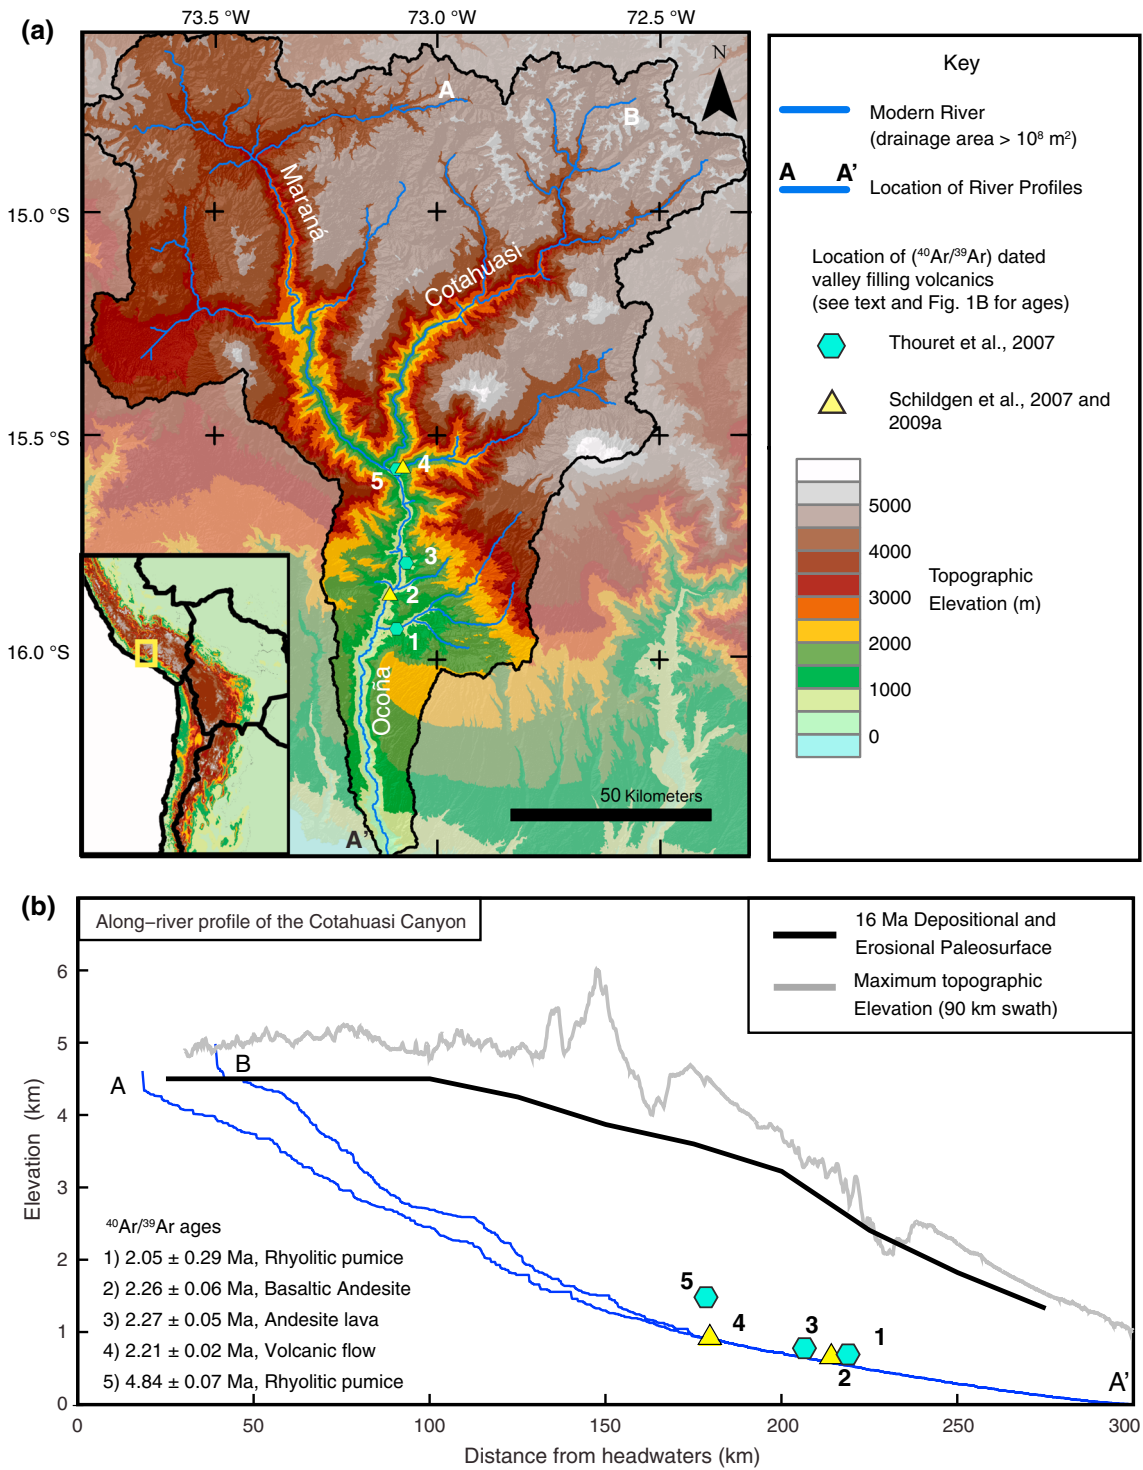 (a)
73.5 °W
73.0 °W
72.5 °W
15.0 °S
15.5 °S
16.0 °S
N
A
B
Maraná
Cotahuasi
4
5
3
2
1
Ocoña
50 Kilometers
A'
Key
Modern River
(drainage area > 10⁸ m²)
A A'
Location of River Profiles
Location of (⁴⁰Ar/³⁹Ar) dated
valley filling volcanics
(see text and Fig. 1B for ages)
Thouret et al., 2007
Schildgen et al., 2007 and
2009a
5000
4000
3000
2000
1000
0
Topographic
Elevation (m)
(b)
Along–river profile of the Cotahuasi Canyon
16 Ma Depositional and
Erosional Paleosurface
Maximum topographic
Elevation (90 km swath)
6
5
4
3
2
1
0
Elevation (km)
A
B
⁴⁰Ar/³⁹Ar ages
1) 2.05 ± 0.29 Ma, Rhyolitic pumice
2) 2.26 ± 0.06 Ma, Basaltic Andesite
3) 2.27 ± 0.05 Ma, Andesite lava
4) 2.21 ± 0.02 Ma, Volcanic flow
5) 4.84 ± 0.07 Ma, Rhyolitic pumice
5
4
3
1
2
A'
0 50 100 150 200 250 300
Distance from headwaters (km)